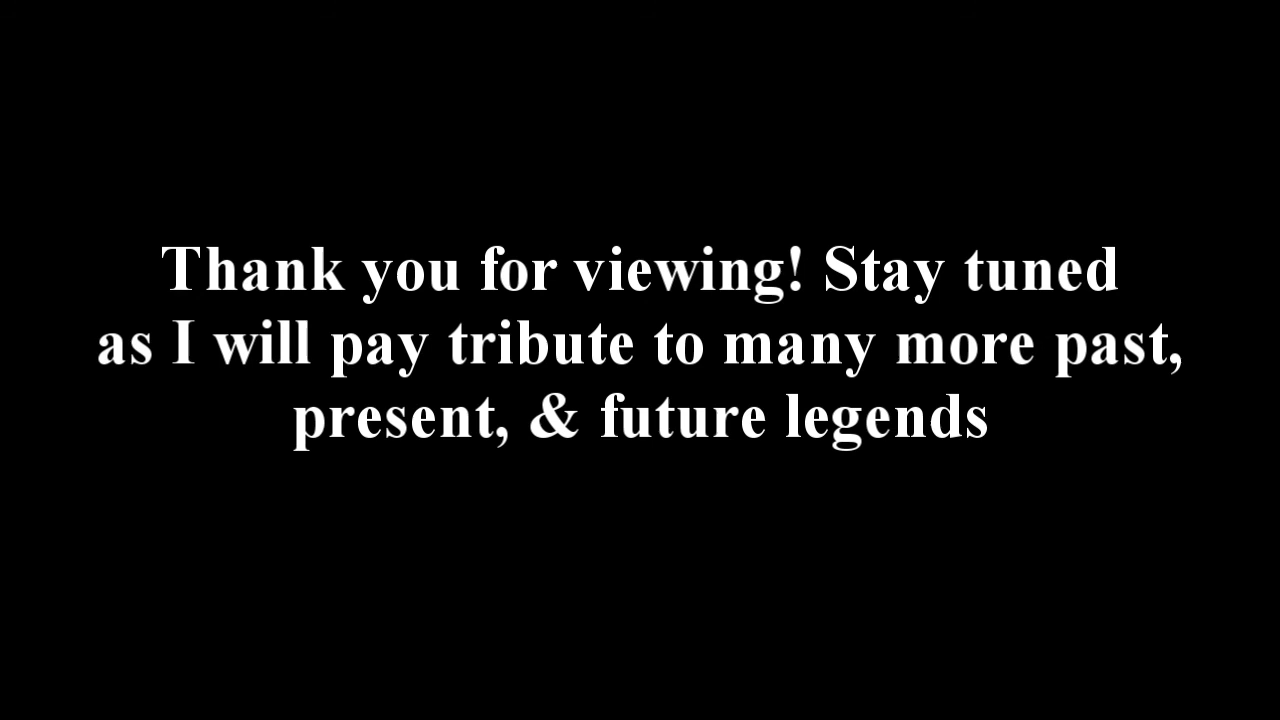 Thank you for viewing! Stay tuned
as I will pay tribute to many more past,
present, & future legends